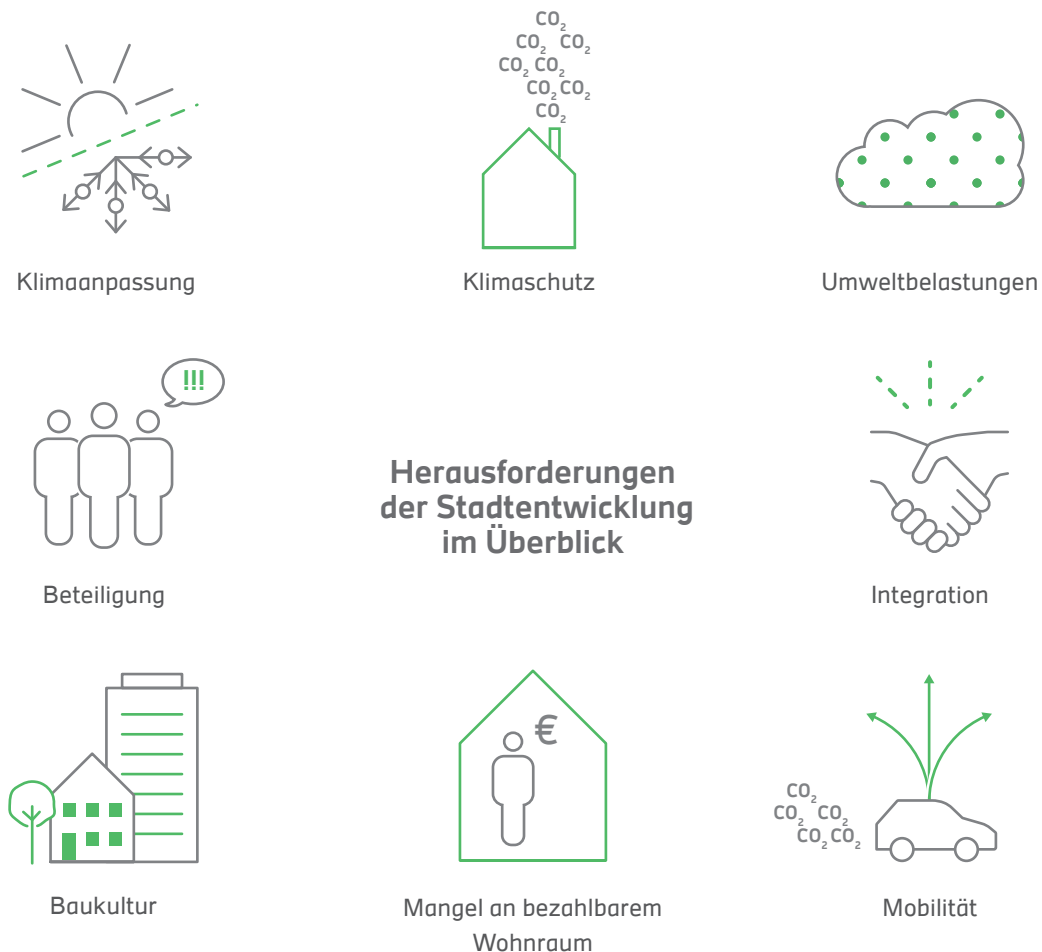 CO₂
CO₂ CO₂
CO₂ CO₂
CO₂ CO₂
CO₂
Klimaanpassung
Klimaschutz
Umweltbelastungen
!!!
Herausforderungen
der Stadtentwicklung
im Überblick
Beteiligung
Integration
€
CO₂
CO₂ CO₂
CO₂ CO₂
Baukultur
Mangel an bezahlbarem
Wohnraum
Mobilität